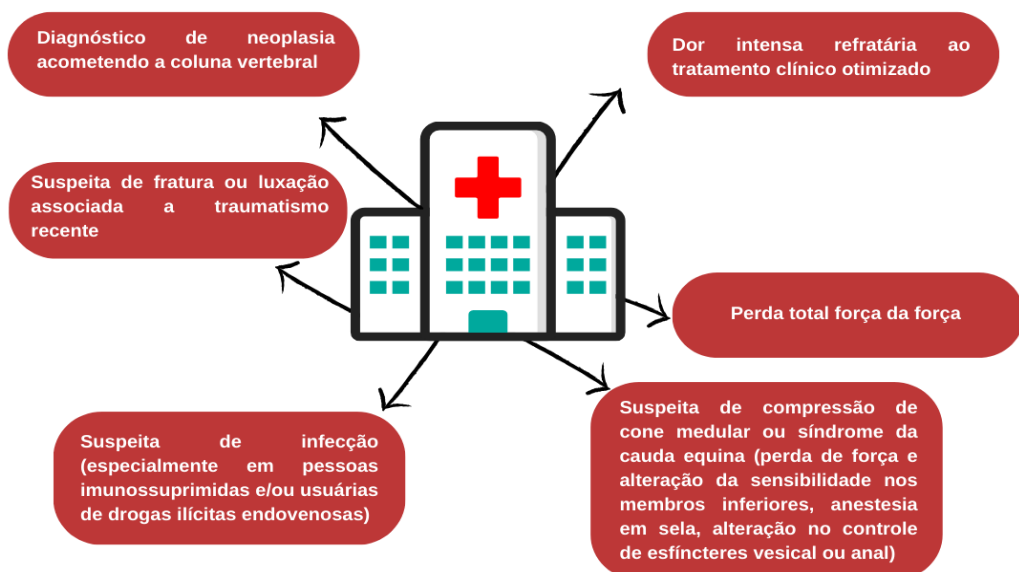 Diagnóstico de neoplasia
acometendo a coluna vertebral
Dor intensa refratária ao
tratamento clínico otimizado
Suspeita de fratura ou luxação
associada a traumatismo
recente
Perda total força da força
Suspeita de infecção
(especialmente em pessoas
imunossuprimidas e/ou usuárias
de drogas ilícitas endovenosas)
Suspeita de compressão de
cone medular ou síndrome da
cauda equina (perda de força e
alteração da sensibilidade nos
membros inferiores, anestesia
em sela, alteração no controle
de esfíncteres vesical ou anal)